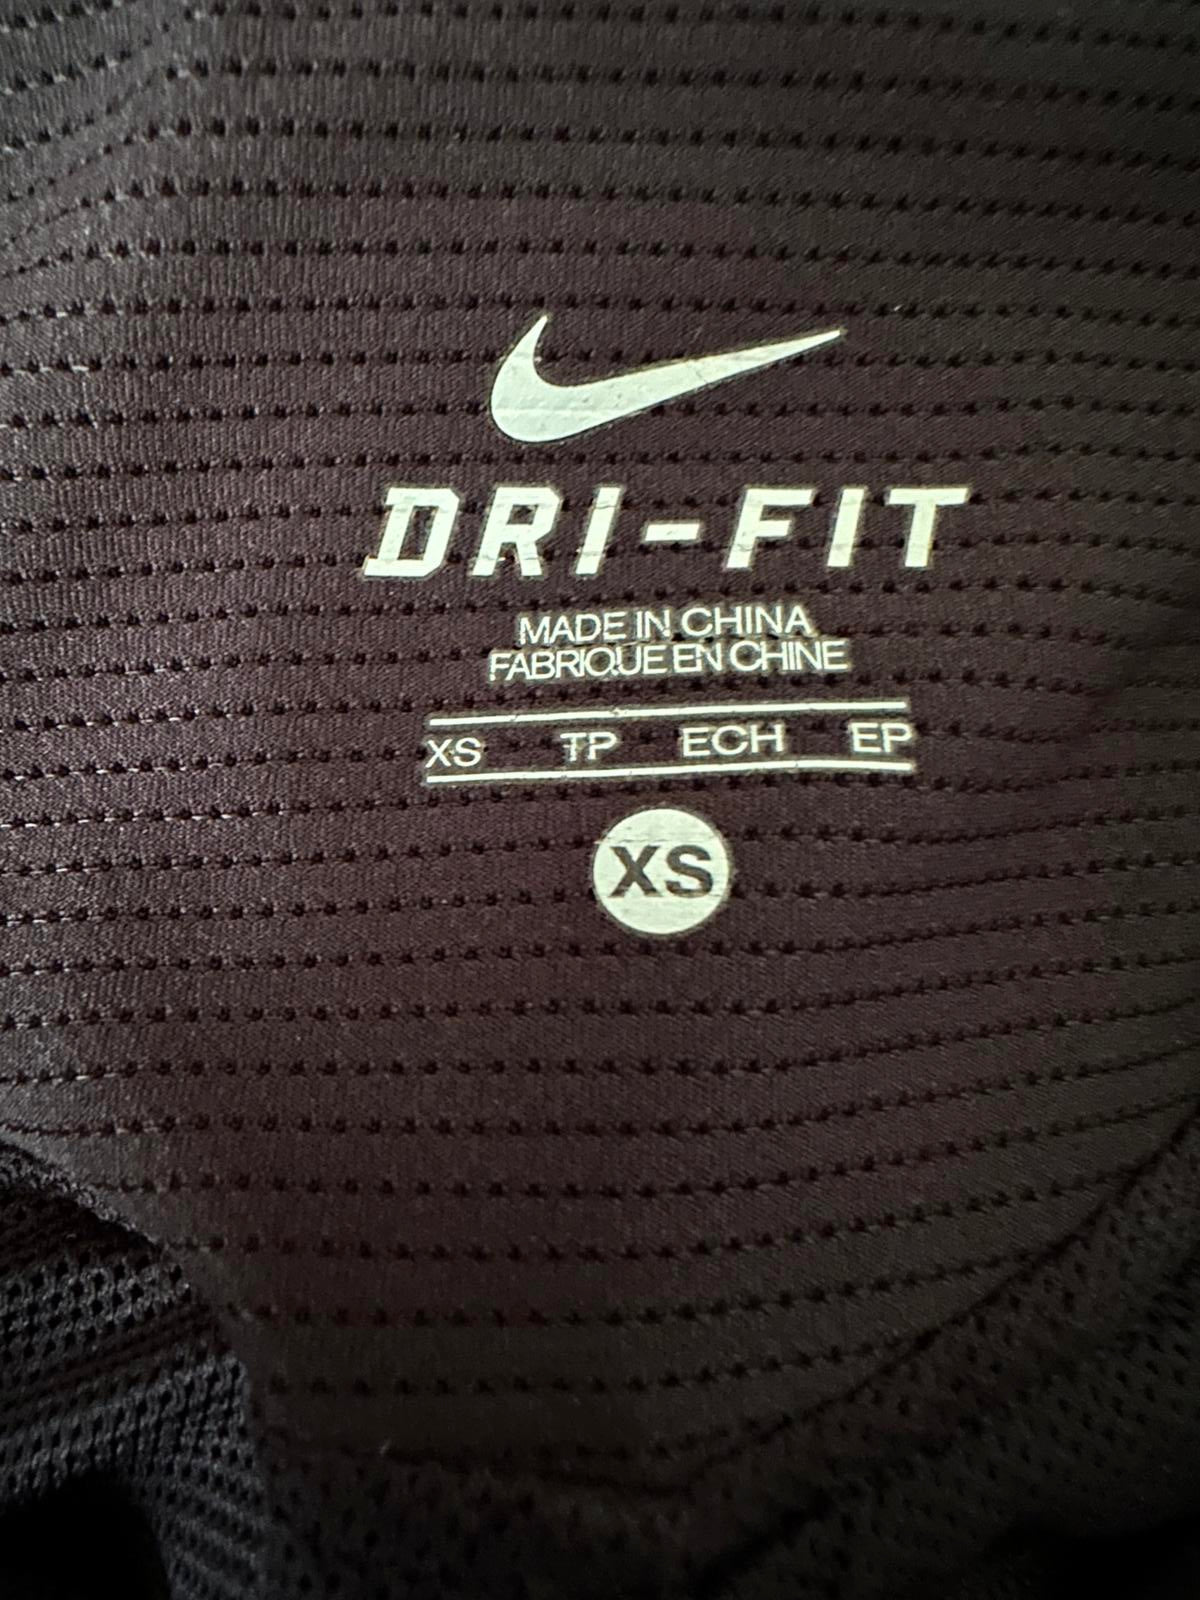 DRI-FIT
MADE IN CHINA
FABRIQUE EN CHINE
XS TP ECH EP
XS